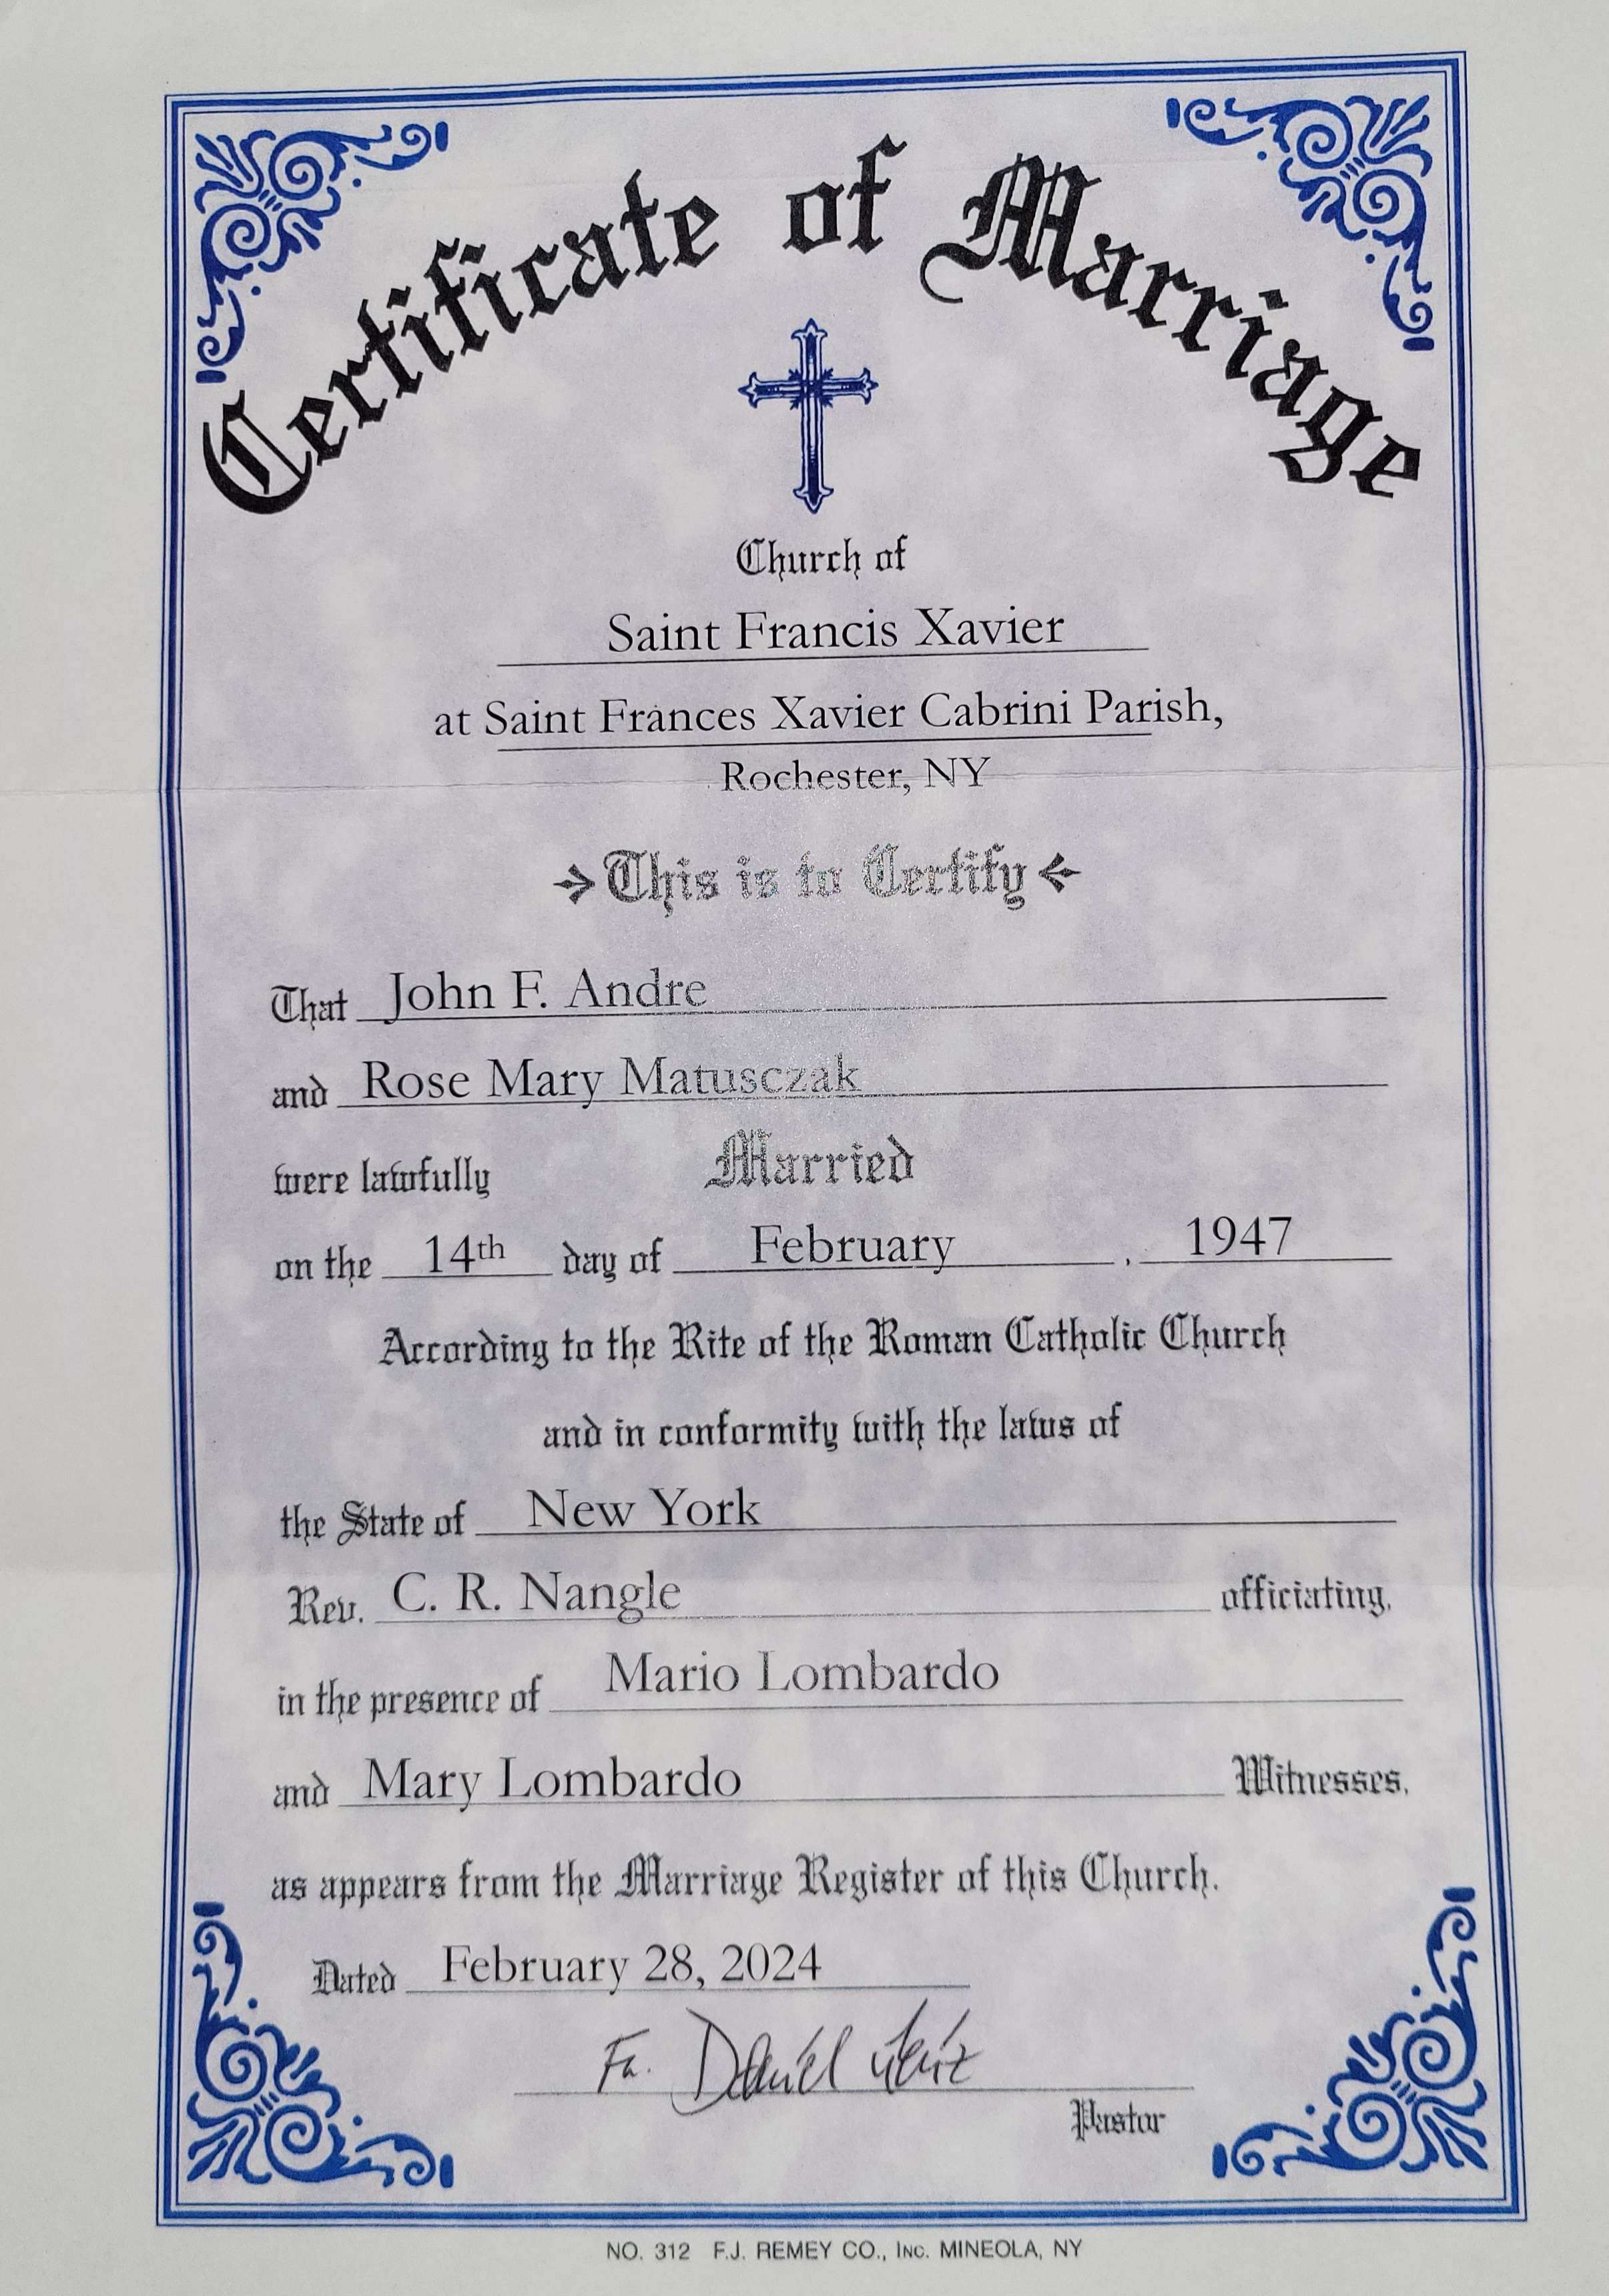 Certificate of Marriage
Church of
Saint Francis Xavier
at Saint Frances Xavier Cabrini Parish,
Rochester, NY
This is to Certify
That John F. Andre
and Rose Mary Matusczak
were lawfully Married
on the 14th day of February , 1947
According to the Rite of the Roman Catholic Church
and in conformity with the laws of
the State of New York
Rev. C. R. Nangle officiating,
in the presence of Mario Lombardo
and Mary Lombardo Witnesses,
as appears from the Marriage Register of this Church.
Dated February 28, 2024
Fr. Daniel
Pastor
NO. 312 F.J. REMEY CO., INC. MINEOLA, NY